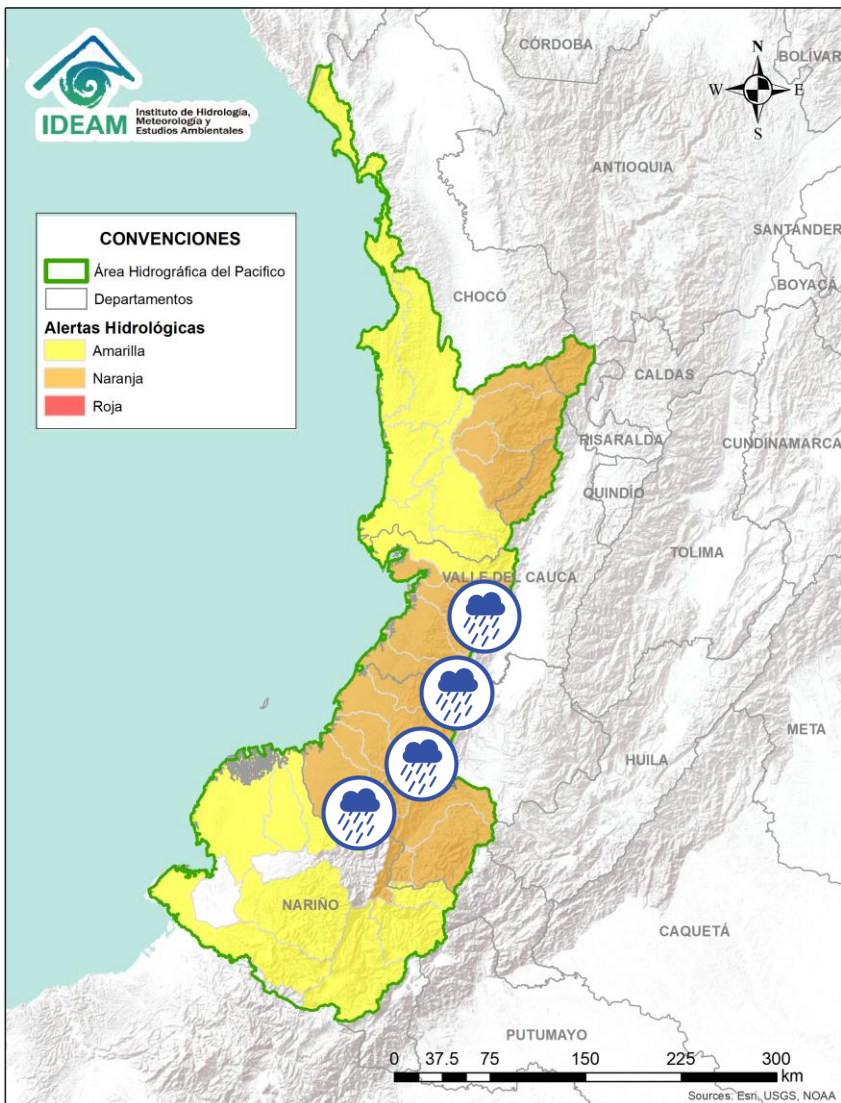 IDEAM
Instituto de Hidrología,
Meteorología y
Estudios Ambientales
CONVENCIONES
Área Hidrográfica del Pacifico
Departamentos
Alertas Hidrológicas
Amarilla
Naranja
Roja
N
W E
S
CÓRDOBA
BOLÍVAR
ANTIOQUIA
SANTANDER
BOYACÁ
CHOCÓ
CALDAS
RISARALDA
CUNDINAMARCA
QUINDÍO
TOLIMA
VALLE DEL CAUCA
META
HUILA
NARIÑO
CAQUETÁ
PUTUMAYO
0 37.5 75 150 225 300
km
Sources: Esri, USGS, NOAA